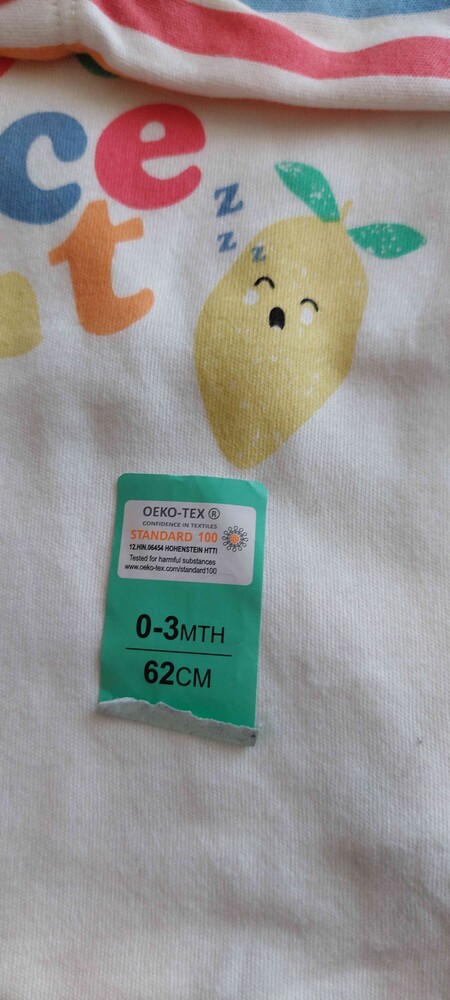 ce
z
z
z
t
OEKO-TEX ®
CONFIDENCE IN TEXTILES
STANDARD 100
12.HIN.06454 HOHENSTEIN HTTI
Tested for harmful substances
www.oeko-tex.com/standard100
0-3MTH
62CM